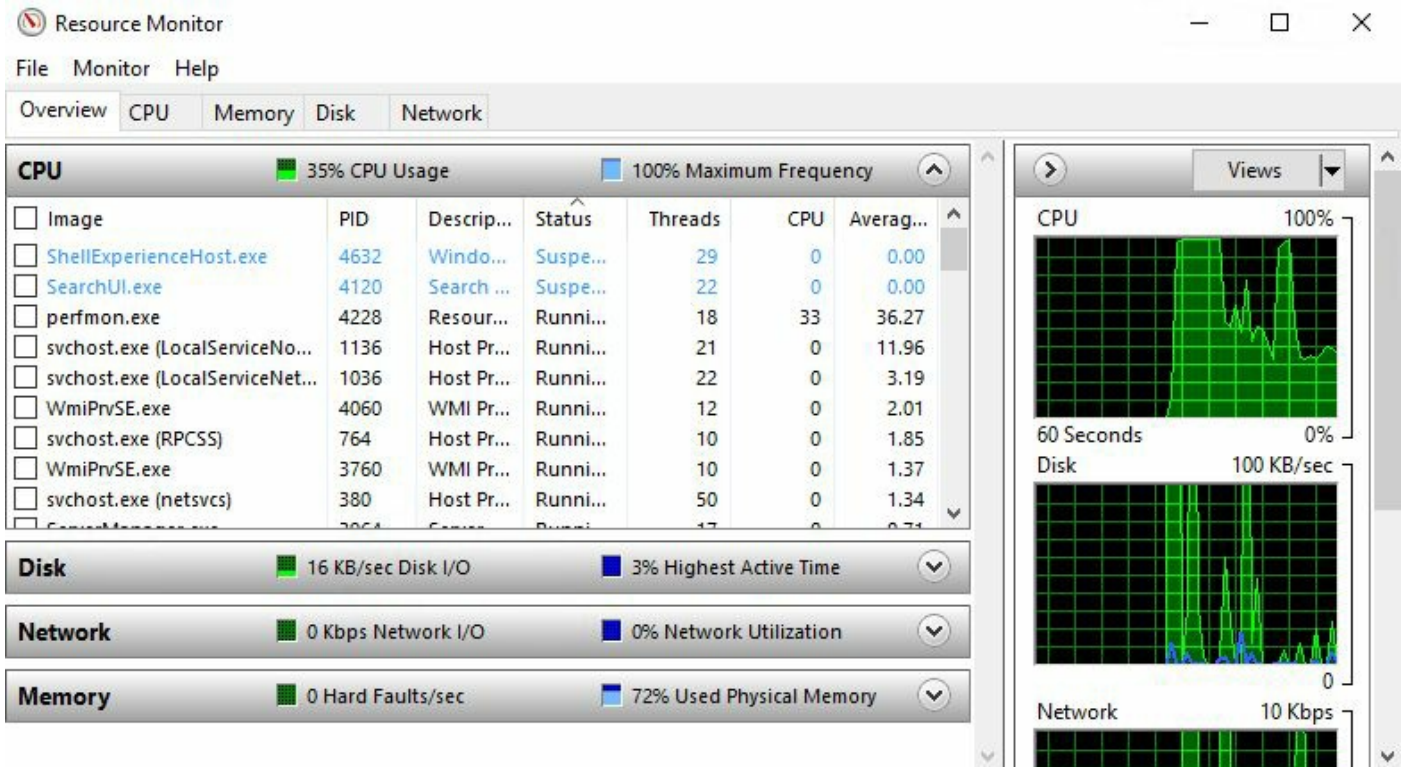 Resource Monitor
File Monitor Help
Overview CPU Memory Disk Network
CPU 35% CPU Usage 100% Maximum Frequency
Image PID Descrip... Status Threads CPU Averag...
ShellExperienceHost.exe 4632 Windo... Suspe... 29 0 0.00
SearchUI.exe 4120 Search ... Suspe... 22 0 0.00
perfmon.exe 4228 Resour... Runni... 18 33 36.27
svchost.exe (LocalServiceNo... 1136 Host Pr... Runni... 21 0 11.96
svchost.exe (LocalServiceNet... 1036 Host Pr... Runni... 22 0 3.19
WmiPrvSE.exe 4060 WMI Pr... Runni... 12 0 2.01
svchost.exe (RPCSS) 764 Host Pr... Runni... 10 0 1.85
WmiPrvSE.exe 3760 WMI Pr... Runni... 10 0 1.37
svchost.exe (netsvcs) 380 Host Pr... Runni... 50 0 1.34
Disk 16 KB/sec Disk I/O 3% Highest Active Time
Network 0 Kbps Network I/O 0% Network Utilization
Memory 0 Hard Faults/sec 72% Used Physical Memory
Views
CPU 100%
60 Seconds 0%
Disk 100 KB/sec
0
Network 10 Kbps